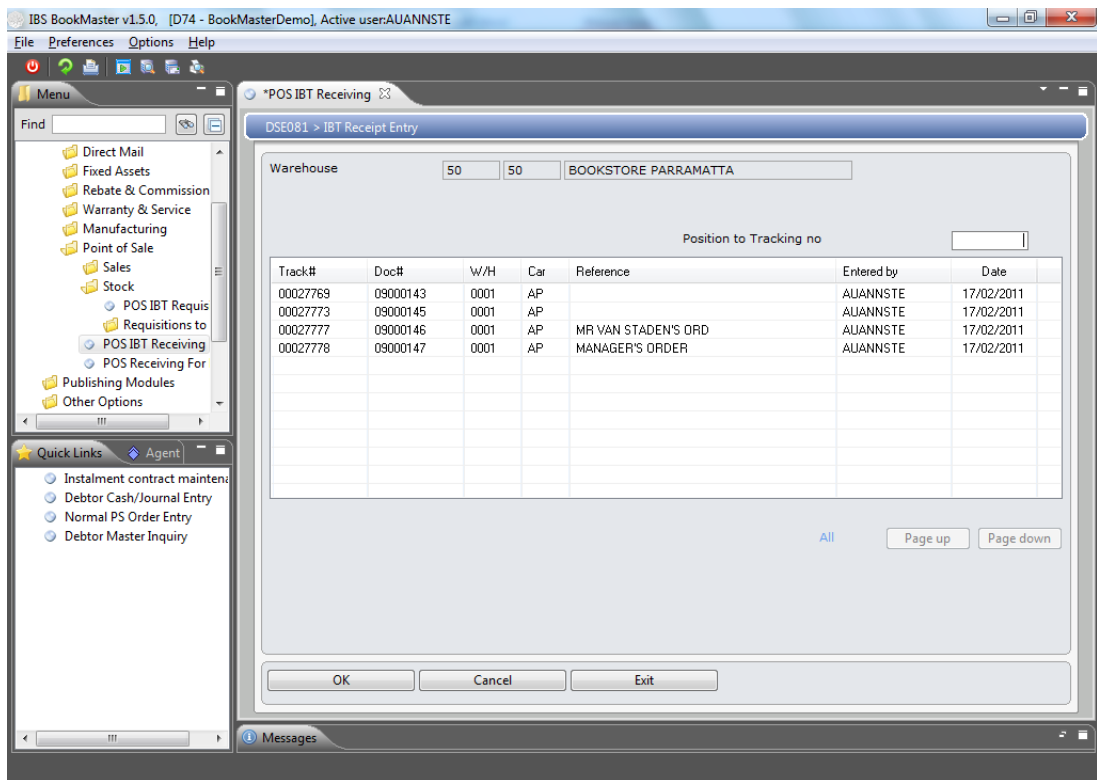 IBS BookMaster v1.5.0, [D74 - BookMasterDemo], Active user:AUANNSTE
File Preferences Options Help
Menu
Find
Direct Mail
Fixed Assets
Rebate & Commission
Warranty & Service
Manufacturing
Point of Sale
Sales
Stock
POS IBT Requis
Requisitions to
POS IBT Receiving
POS Receiving For
Publishing Modules
Other Options
Quick Links Agent
Instalment contract maintena
Debtor Cash/Journal Entry
Normal PS Order Entry
Debtor Master Inquiry
*POS IBT Receiving
DSE081 > IBT Receipt Entry
Warehouse 50 50 BOOKSTORE PARRAMATTA
Position to Tracking no
Track# Doc# W/H Car Reference Entered by Date
00027769 09000143 0001 AP AUANNSTE 17/02/2011
00027773 09000145 0001 AP AUANNSTE 17/02/2011
00027777 09000146 0001 AP MR VAN STADEN'S ORD AUANNSTE 17/02/2011
00027778 09000147 0001 AP MANAGER'S ORDER AUANNSTE 17/02/2011
All Page up Page down
OK Cancel Exit
Messages